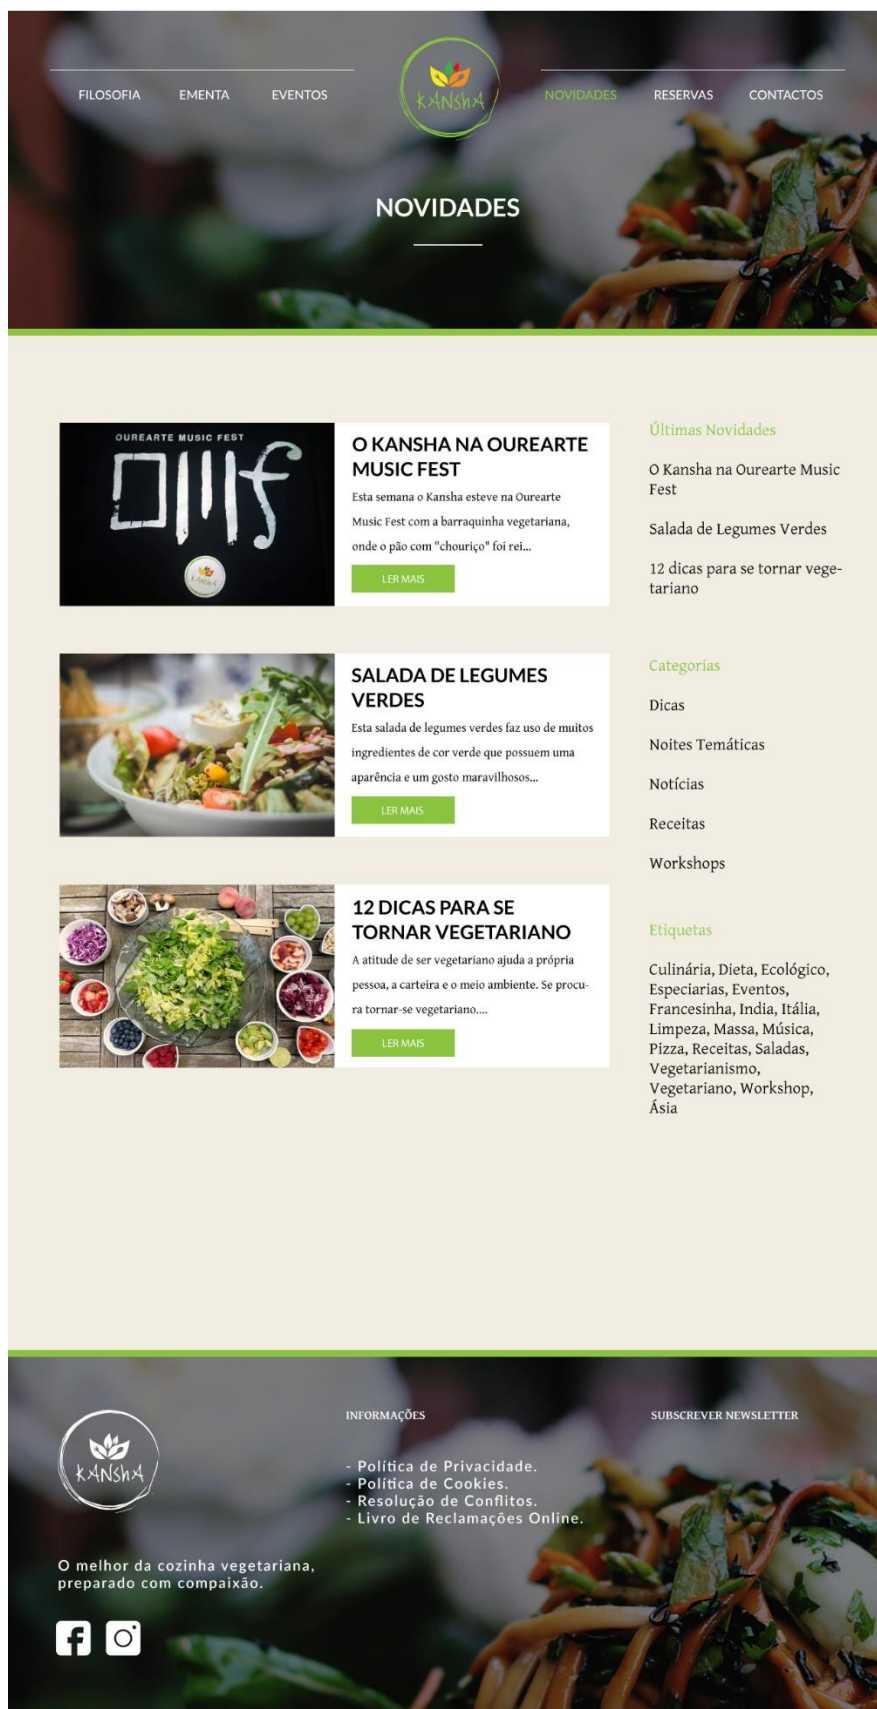 FILOSOFIA EMENTA EVENTOS KANSHA NOVIDADES RESERVAS CONTACTOS
NOVIDADES
OUREARTE MUSIC FEST
omf
KANSHA
O KANSHA NA OUREARTE
MUSIC FEST
Esta semana o Kansha esteve na Ourearte
Music Fest com a barraquinha vegetariana,
onde o pão com "chouriço" foi rei...
LER MAIS
SALADA DE LEGUMES
VERDES
Esta salada de legumes verdes faz uso de muitos
ingredientes de cor verde que possuem uma
aparência e um gosto maravilhosos...
LER MAIS
12 DICAS PARA SE
TORNAR VEGETARIANO
A atitude de ser vegetariano ajuda a própria
pessoa, a carteira e o meio ambiente. Se procu-
ra tornar-se vegetariano....
LER MAIS
Últimas Novidades
O Kansha na Ourearte Music
Fest
Salada de Legumes Verdes
12 dicas para se tornar vege-
tariano
Categorias
Dicas
Noites Temáticas
Notícias
Receitas
Workshops
Etiquetas
Culinária, Dieta, Ecológico,
Especiarias, Eventos,
Francesinha, India, Itália,
Limpeza, Massa, Música,
Pizza, Receitas, Saladas,
Vegetarianismo,
Vegetariano, Workshop,
Ásia
KANSHA
O melhor da cozinha vegetariana,
preparado com compaixão.
INFORMAÇÕES
- Política de Privacidade.
- Política de Cookies.
- Resolução de Conflitos.
- Livro de Reclamações Online.
SUBSCREVER NEWSLETTER